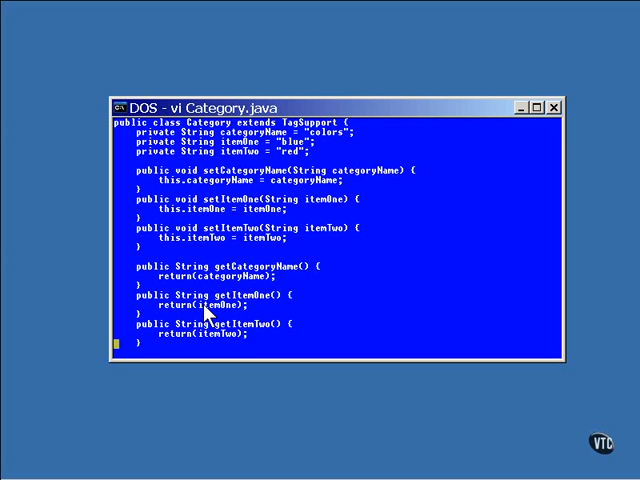 DOS - vi Category.java
public class Category extends TagSupport {
private String categoryName = "colors";
private String itemOne = "blue";
private String itemTwo = "red";
public void setCategoryName(String categoryName) {
this.categoryName = categoryName;
}
public void setItemOne(String itemOne) {
this.itemOne = itemOne;
}
public void setItemTwo(String itemTwo) {
this.itemTwo = itemTwo;
}
public String getCategoryName() {
return(categoryName);
}
public String getItemOne() {
return(itemOne);
}
public String getItemTwo() {
return(itemTwo);
}
VTC